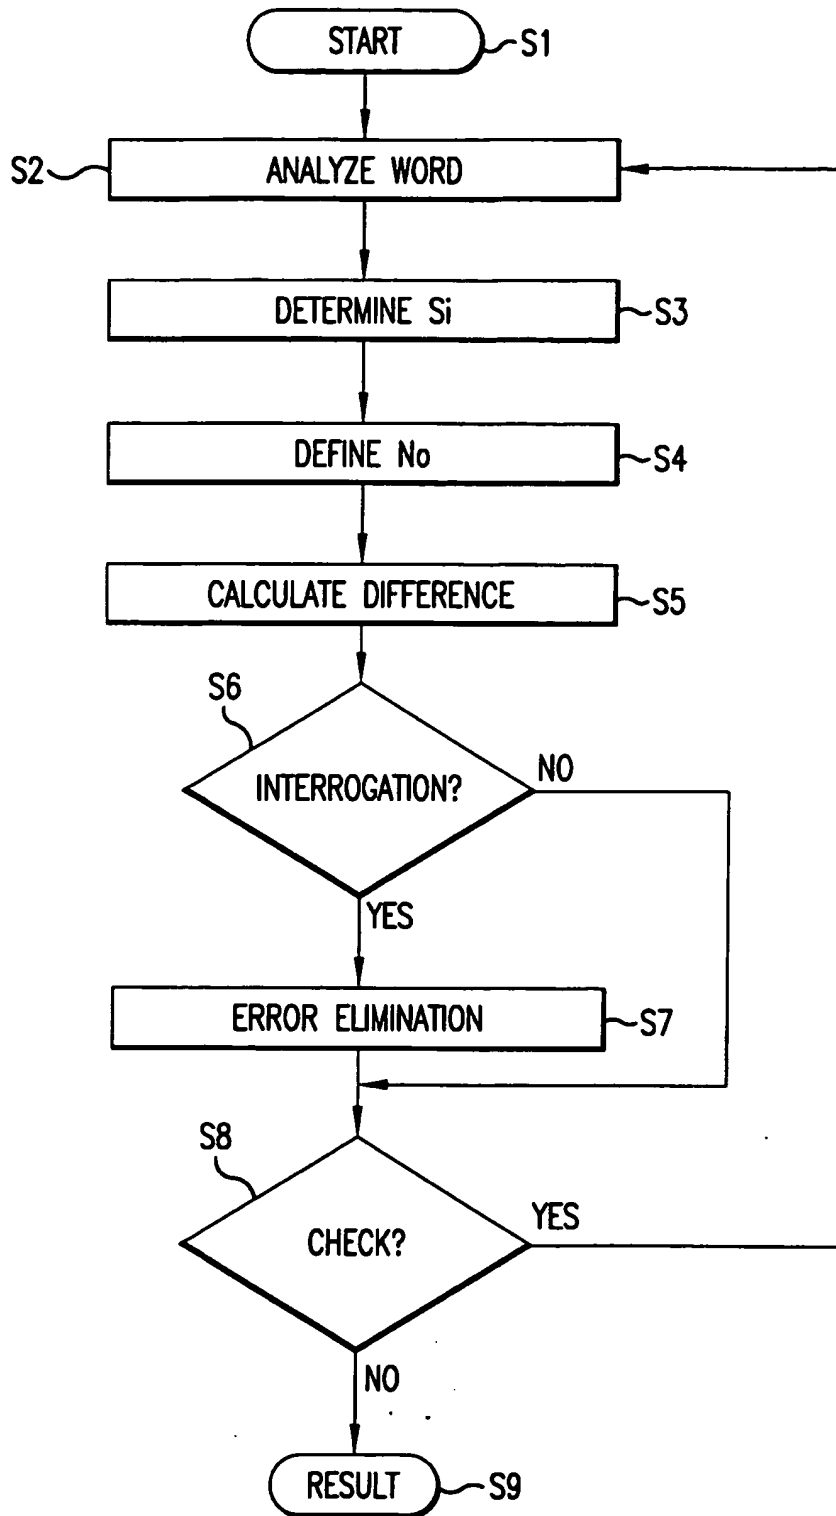 START S1
S2 ANALYZE WORD
DETERMINE Si S3
DEFINE No S4
CALCULATE DIFFERENCE S5
S6
INTERROGATION? NO
YES
ERROR ELIMINATION S7
S8
CHECK? YES
NO
RESULT S9